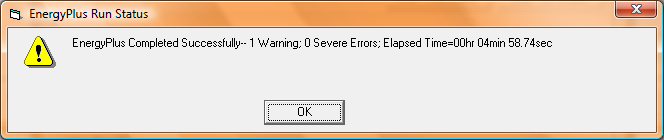 EnergyPlus Run Status
EnergyPlus Completed Successfully-- 1 Warning; 0 Severe Errors; Elapsed Time=00hr 04min 58.74sec
OK